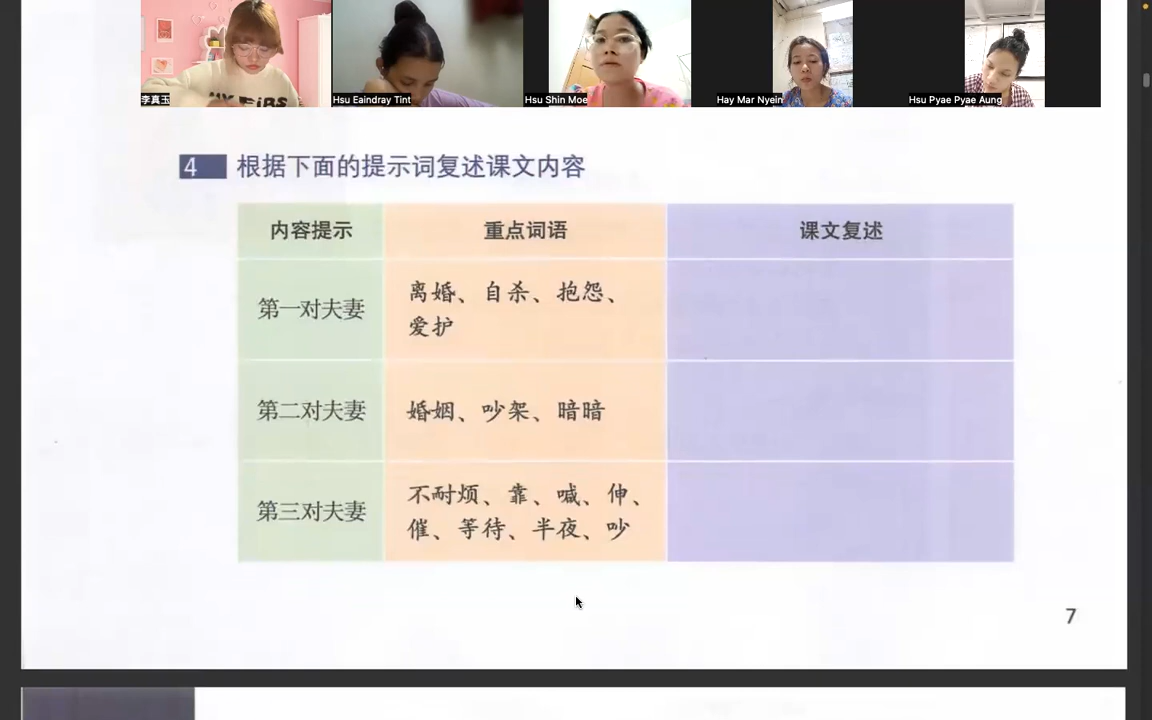 李真玉
Hsu Eaindray Tint
Hsu Shin Moe
Hay Mar Nyein
Hsu Pyae Pyae Aung
4 根据下面的提示词复述课文内容
内容提示 重点词语 课文复述
第一对夫妻
离婚、自杀、抱怨、
爱护
第二对夫妻
婚姻、吵架、暗暗
第三对夫妻
不耐烦、靠、喊、伸、
催、等待、半夜、吵
7